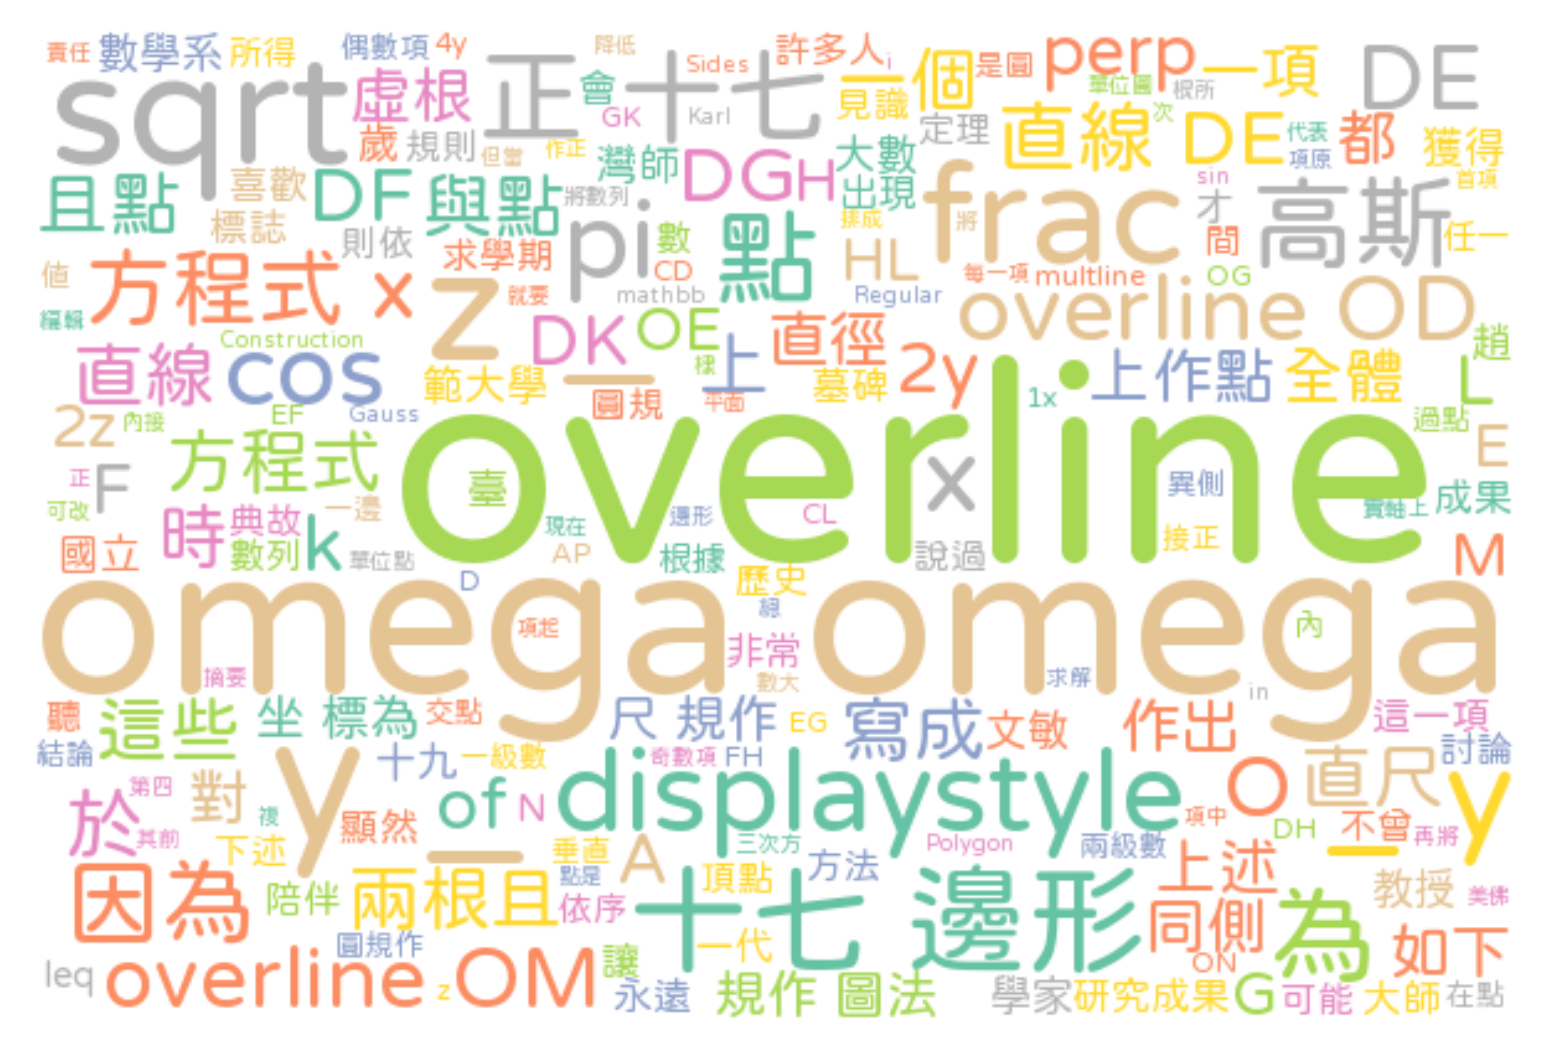 責任 數學系 所得 偶數項 4y 降低 許多人 i 一個 是圓 perp 一項 DE
sqrt 虛根 正十七 會 Sides 見識 單位圓 根所
歲 規則 但當 作正 GK Karl 定理 直線 次 DE 代表 項原 都 獲得
且點 喜歡 DF 與點 將數列 灣師 DGH 大數 出現 frac sin 才 首項
標誌 則依 求學期 pi 數 點 排成 將 間 高斯 任一
值 方程式 x z 就要 CD mathbb HL Regular 每一項 multline OG
編輯 Construction DK OE 直徑 overline OD 趙
直線 cos 範大學 一 上 樣 墓碑 2y 1x 上作點 全體 L
2z 內接 EF Gauss 圓規 平面 過點
方程式 overline E
正 F 臺 x 異側 成果
可改 時 典故 一邊 現在 邊形 CL 實軸上
國立 數列 k 單位點 AP 根據 說過 接正 M
omega omega D 歷史 總
項起 非常 內
摘要 數大 求解 in
聽 這些 坐 標為 交點 尺 規作 EG 寫成 文敏 作出 這一項
結論 十九 一級數 奇數項 FH 討論
於 第四 對 y of N displaystyle O 直尺 y
其前 複 顯然 三次方 Polygon 項中 DH 不曾 再將
下述 一 垂直 A 頂點 方法 兩級數 上述 一
因為 陪伴 兩根且 點是 依序 十七 邊形 同側 為 教授 美佛
圓規作 一代 ON 如下
leq overline z OM 讓 永遠 規作 圖法 學家 研究成果 G 可能 大師 在點